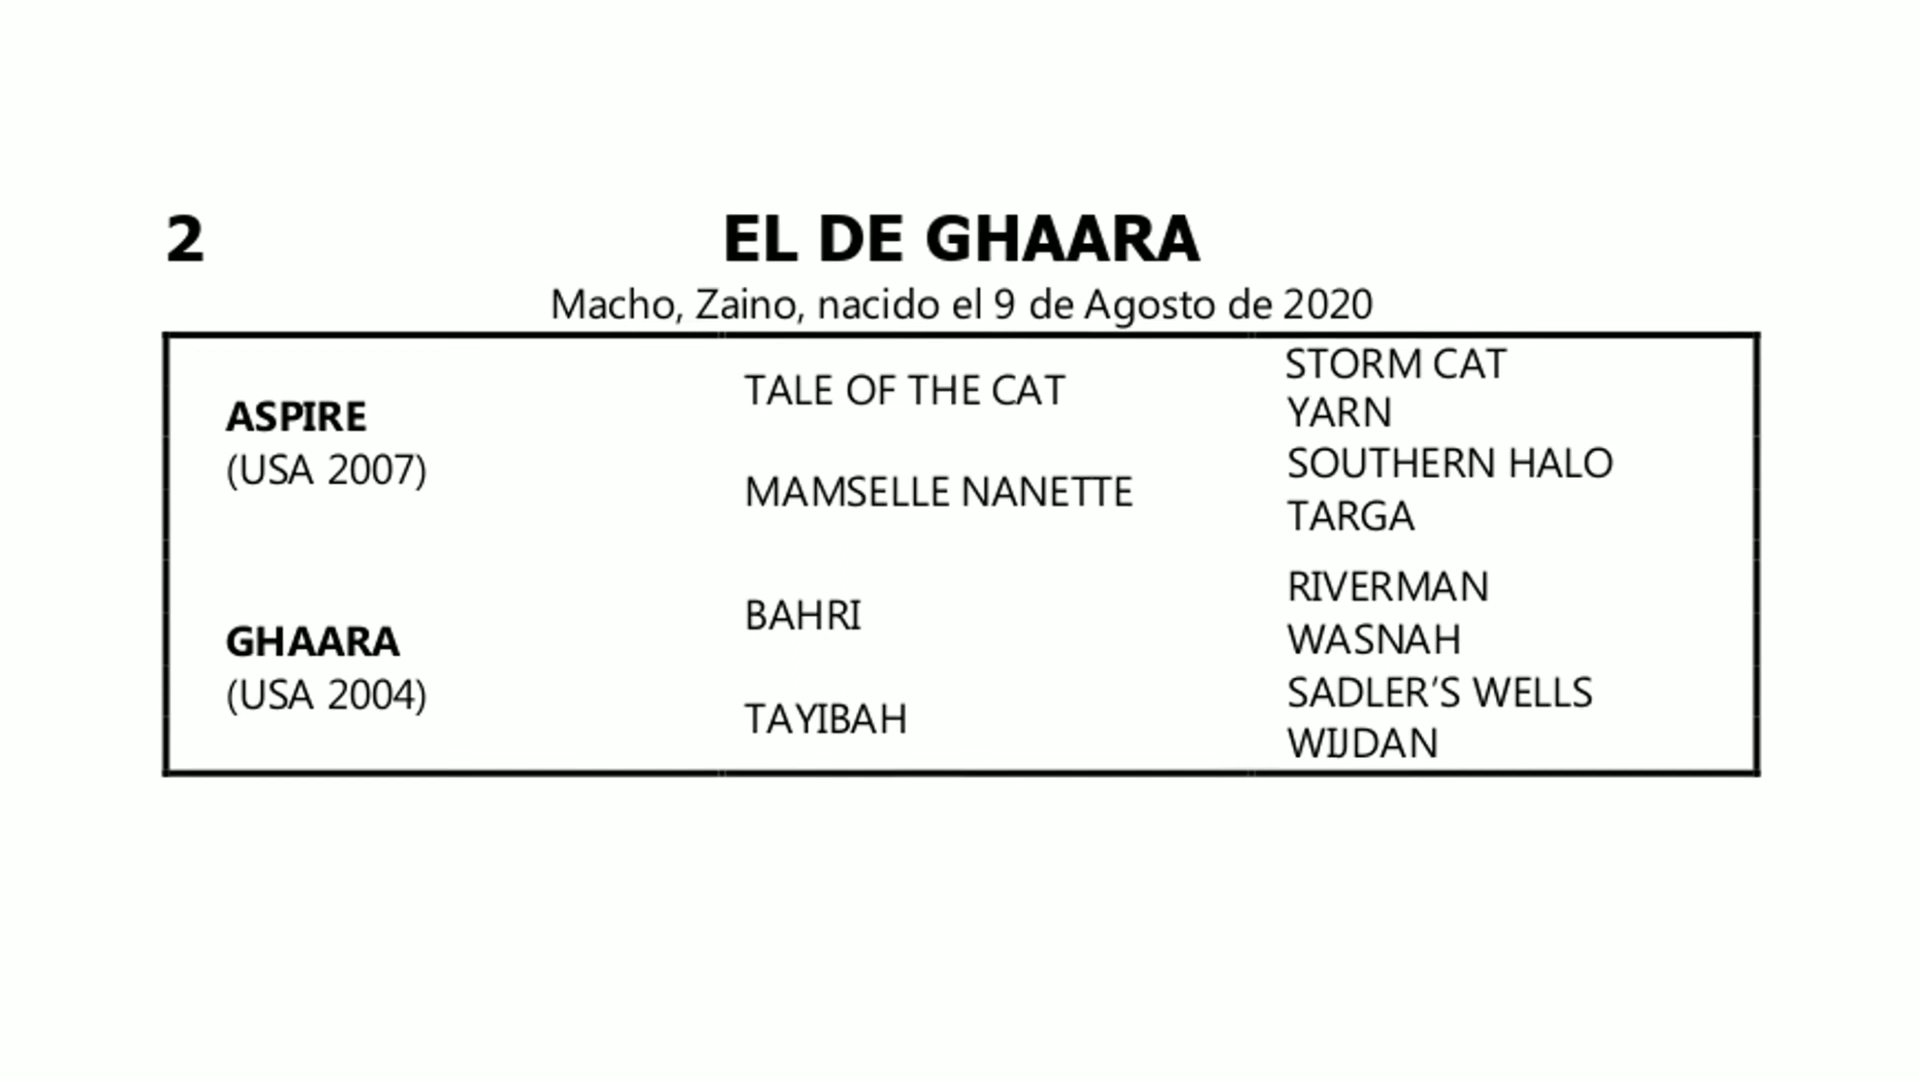 2 EL DE GHAARA
Macho, Zaino, nacido el 9 de Agosto de 2020
ASPIRE
(USA 2007)
TALE OF THE CAT
MAMSELLE NANETTE
STORM CAT
YARN
SOUTHERN HALO
TARGA
GHAARA
(USA 2004)
BAHRI
TAYIBAH
RIVERMAN
WASNAH
SADLER’S WELLS
WIJDAN